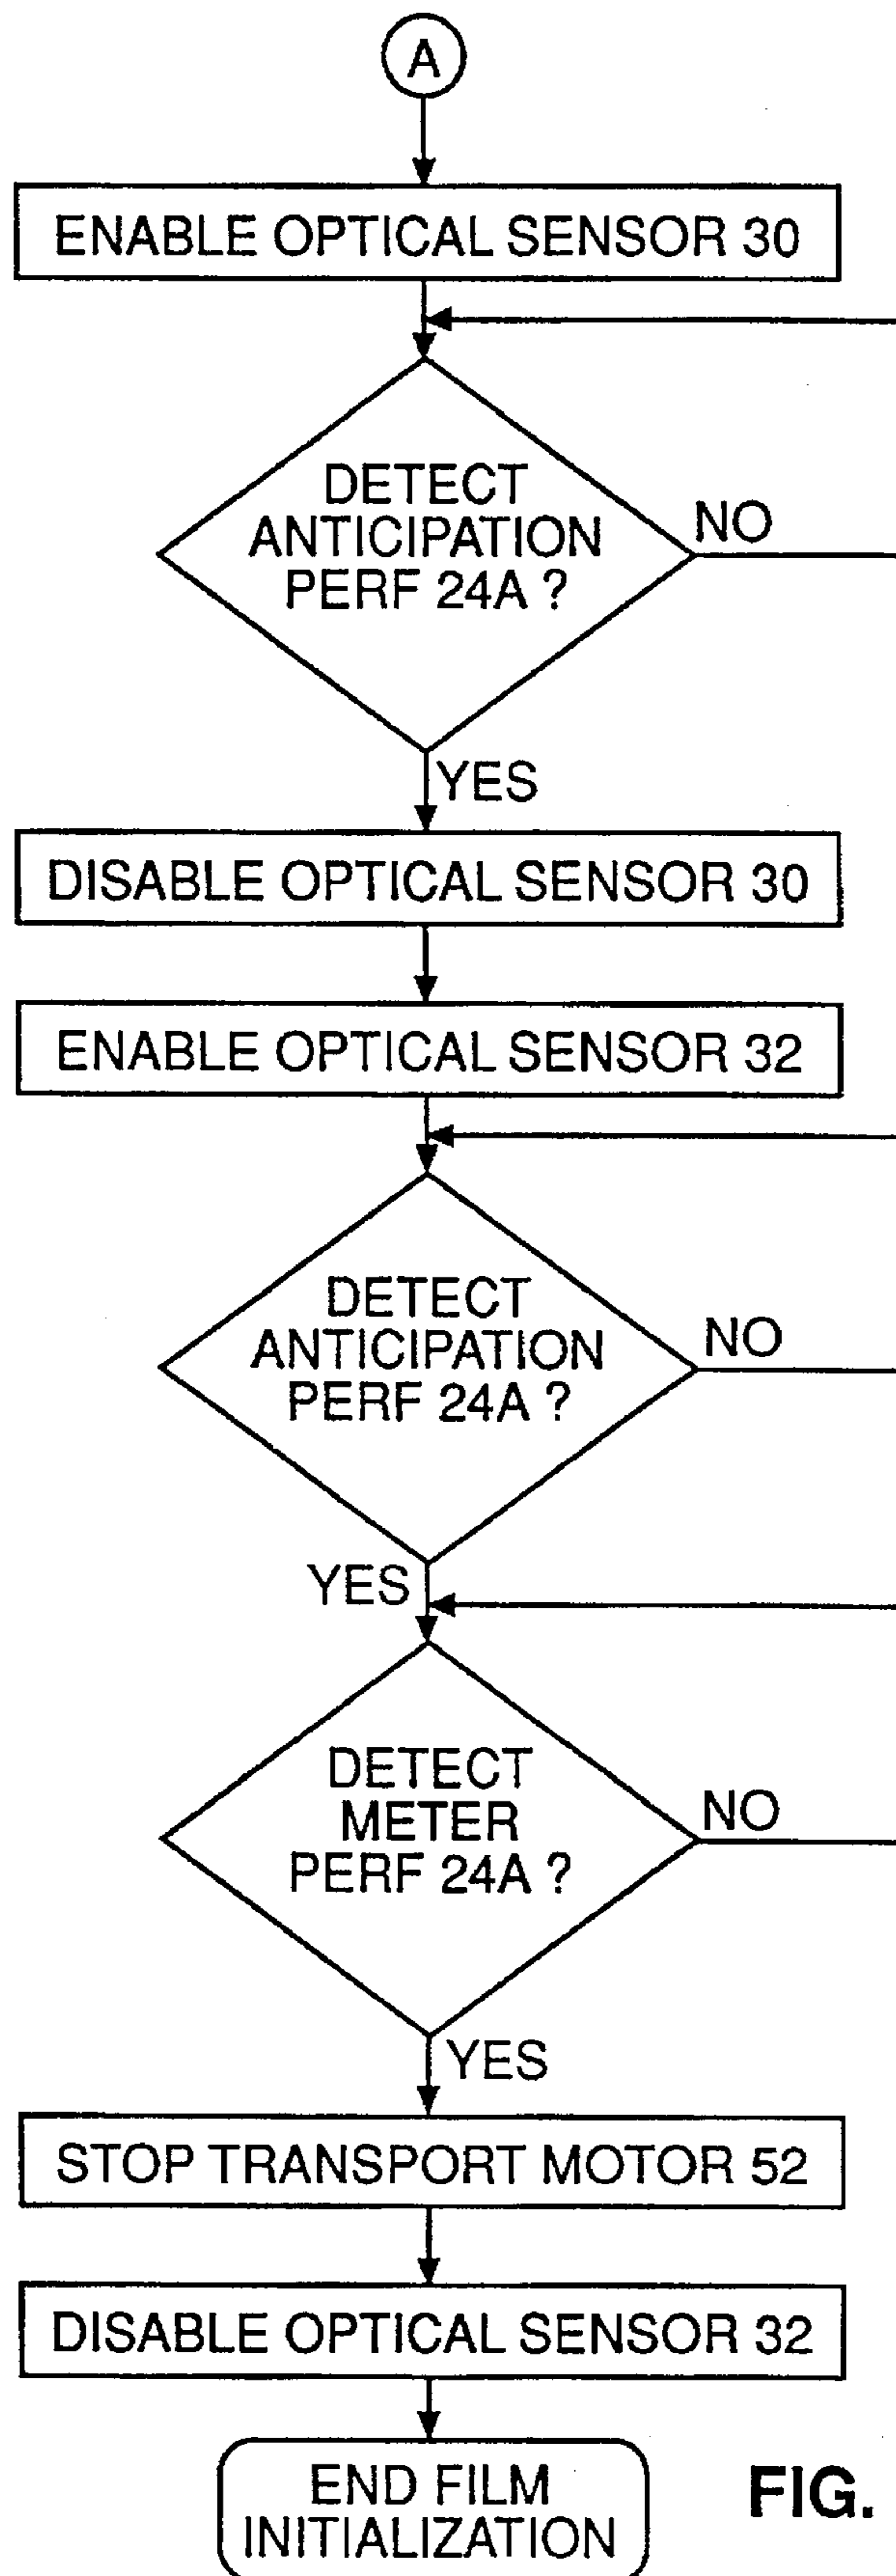 A
ENABLE OPTICAL SENSOR 30
DETECT
ANTICIPATION
PERF 24A ?
NO
YES
DISABLE OPTICAL SENSOR 30
ENABLE OPTICAL SENSOR 32
DETECT
ANTICIPATION
PERF 24A ?
NO
YES
DETECT
METER
PERF 24A ?
NO
YES
STOP TRANSPORT MOTOR 52
DISABLE OPTICAL SENSOR 32
END FILM
INITIALIZATION
FIG.